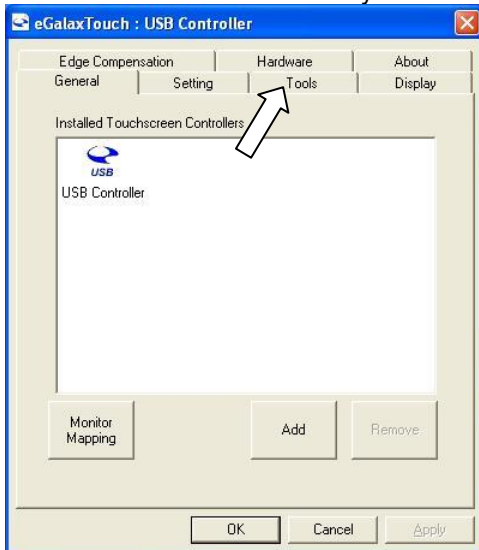 eGalaxTouch : USB Controller
Edge Compensation Hardware About
General Setting Tools Display
Installed Touchscreen Controllers
USB
USB Controller
Monitor
Mapping
Add
Remove
OK
Cancel
Apply